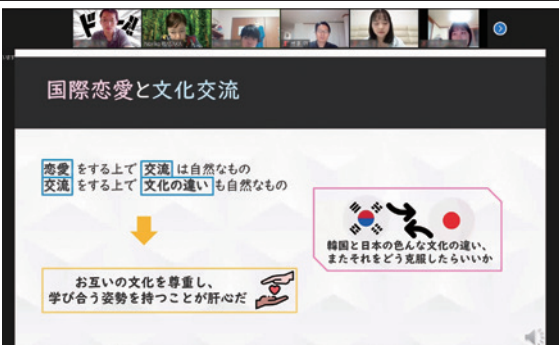 ドーン!!
国際恋愛と文化交流
恋愛 をする上で 交流 は自然なもの
交流 をする上で 文化の違い も自然なもの
お互いの文化を尊重し、
学び合う姿勢を持つことが肝心だ
韓国と日本の色んな文化の違い、
またそれをどう克服したらいいか